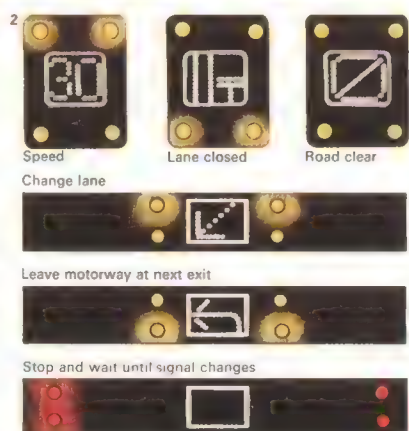 2
30
Speed Lane closed Road clear
Change lane
Leave motorway at next exit
Stop and wait until signal changes